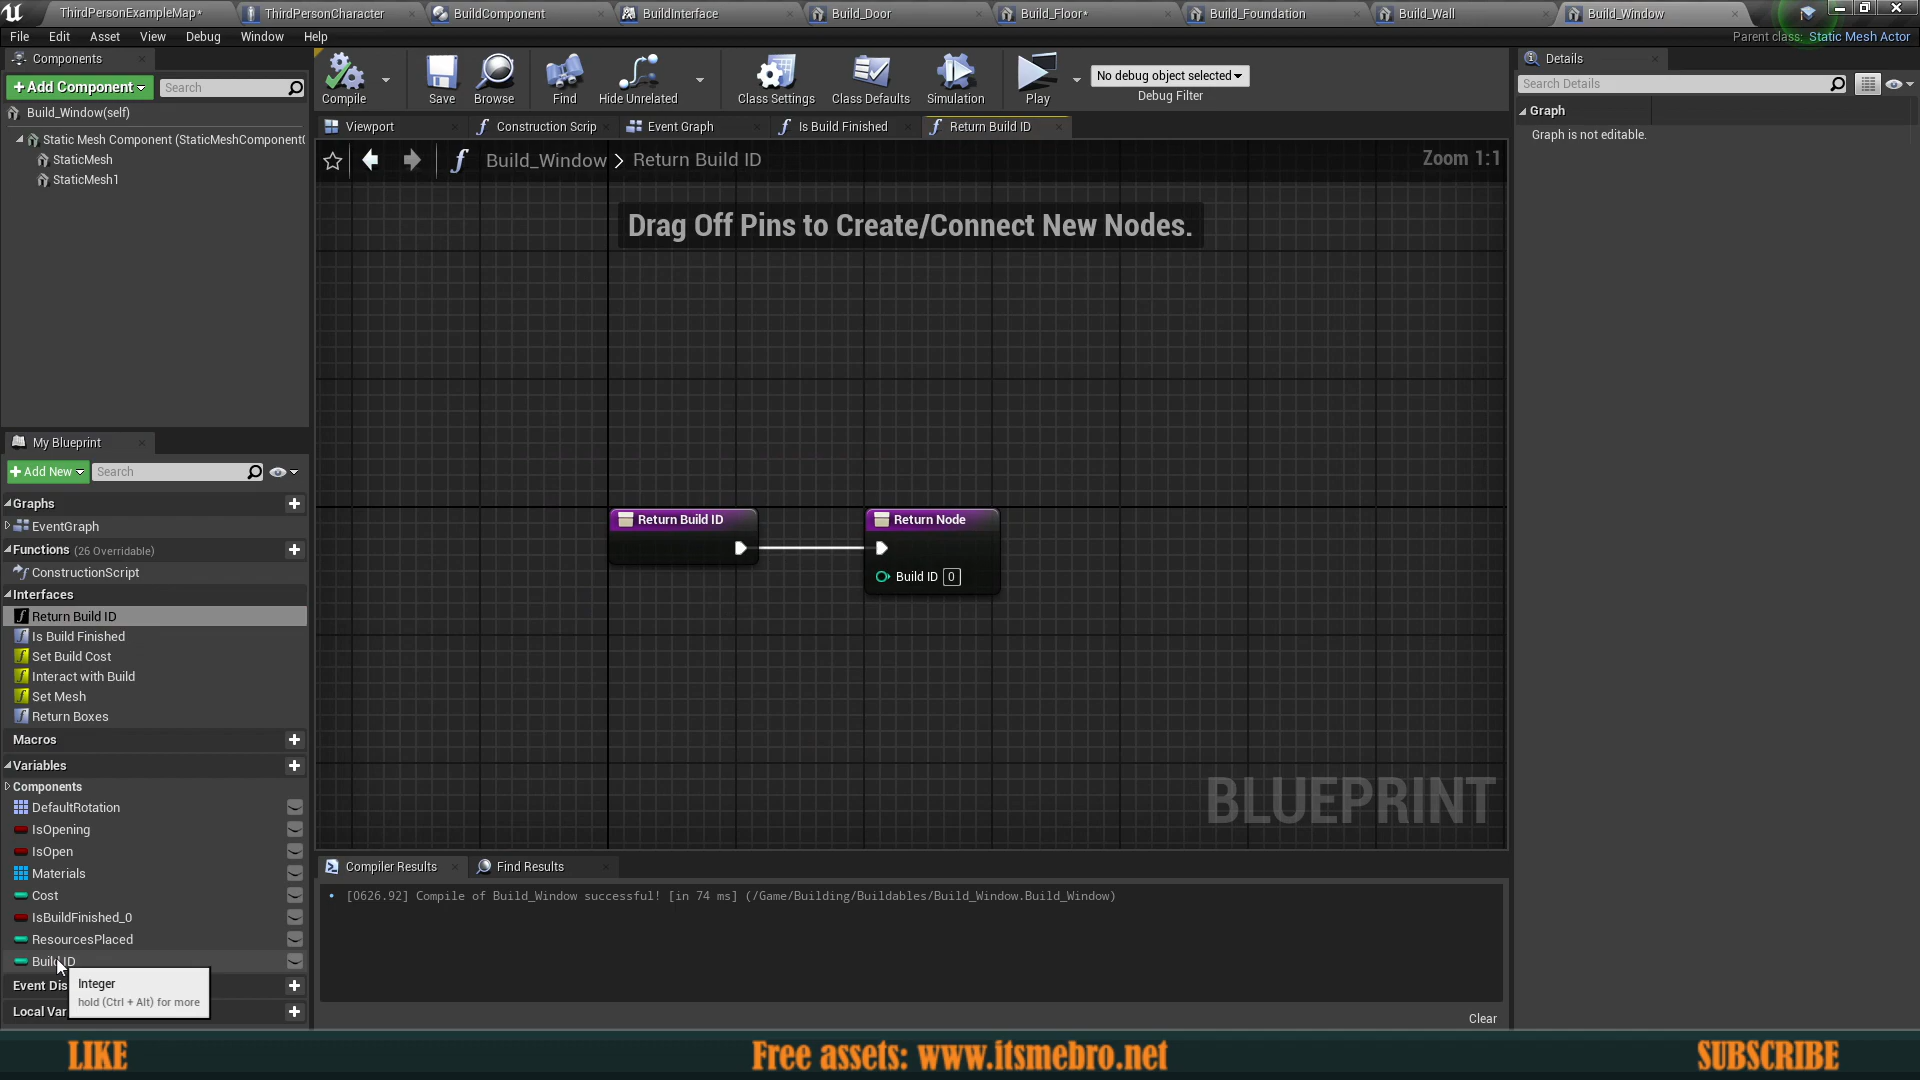 ThirdPersonExampleMap*
ThirdPersonCharacter
BuildComponent
BuildInterface
Build_Door
Build_Floor*
Build_Foundation
Build_Wall
Build_Window
File Edit Asset View Debug Window Help
Parent class: Static Mesh Actor
Components
+ Add Component
Search
Build_Window(self)
Static Mesh Component (StaticMeshComponent(
StaticMesh
StaticMesh1
Compile
Save
Browse
Find
Hide Unrelated
Class Settings
Class Defaults
Simulation
Play
No debug object selected
Debug Filter
Viewport
Construction Scrip
Event Graph
Is Build Finished
Return Build ID
Build_Window > Return Build ID
Zoom 1:1
Drag Off Pins to Create/Connect New Nodes.
Return Build ID
Return Node
Build ID 0
BLUEPRINT
Details
Search Details
Graph
Graph is not editable.
My Blueprint
+ Add New
Search
Graphs
EventGraph
Functions (26 Overridable)
ConstructionScript
Interfaces
Return Build ID
Is Build Finished
Set Build Cost
Interact with Build
Set Mesh
Return Boxes
Macros
Variables
Components
DefaultRotation
IsOpening
IsOpen
Materials
Cost
IsBuildFinished_0
ResourcesPlaced
Build ID
Event Dis
Local Var
Integer
hold (Ctrl + Alt) for more
Compiler Results
Find Results
[0626.92] Compile of Build_Window successful! [in 74 ms] (/Game/Building/Buildables/Build_Window.Build_Window)
Clear
LIKE
Free assets: www.itsmebro.net
SUBSCRIBE